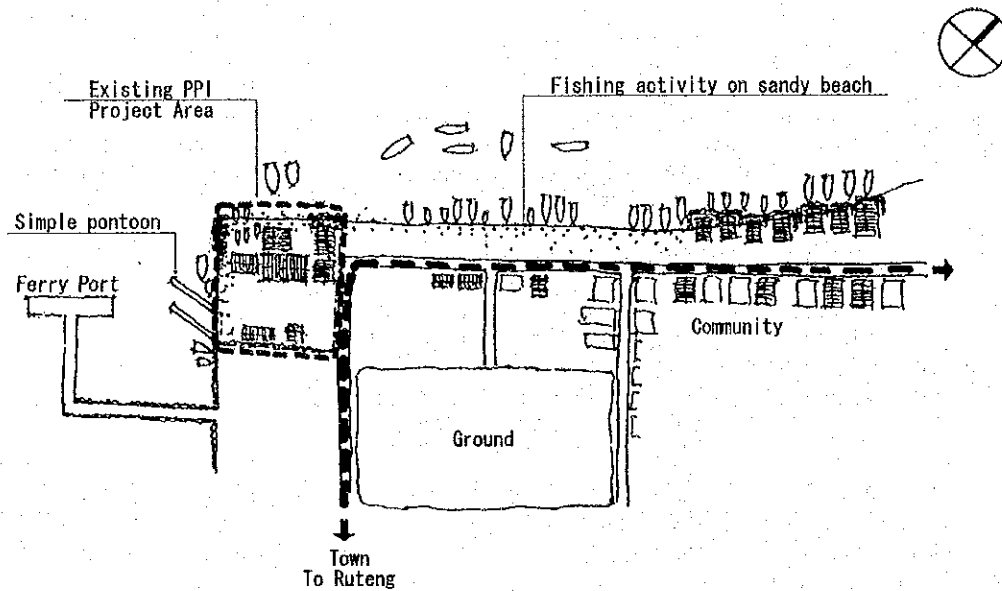 Existing PPI
Project Area
Fishing activity on sandy beach
Simple pontoon
Ferry Port
Community
Ground
Town
To Ruteng